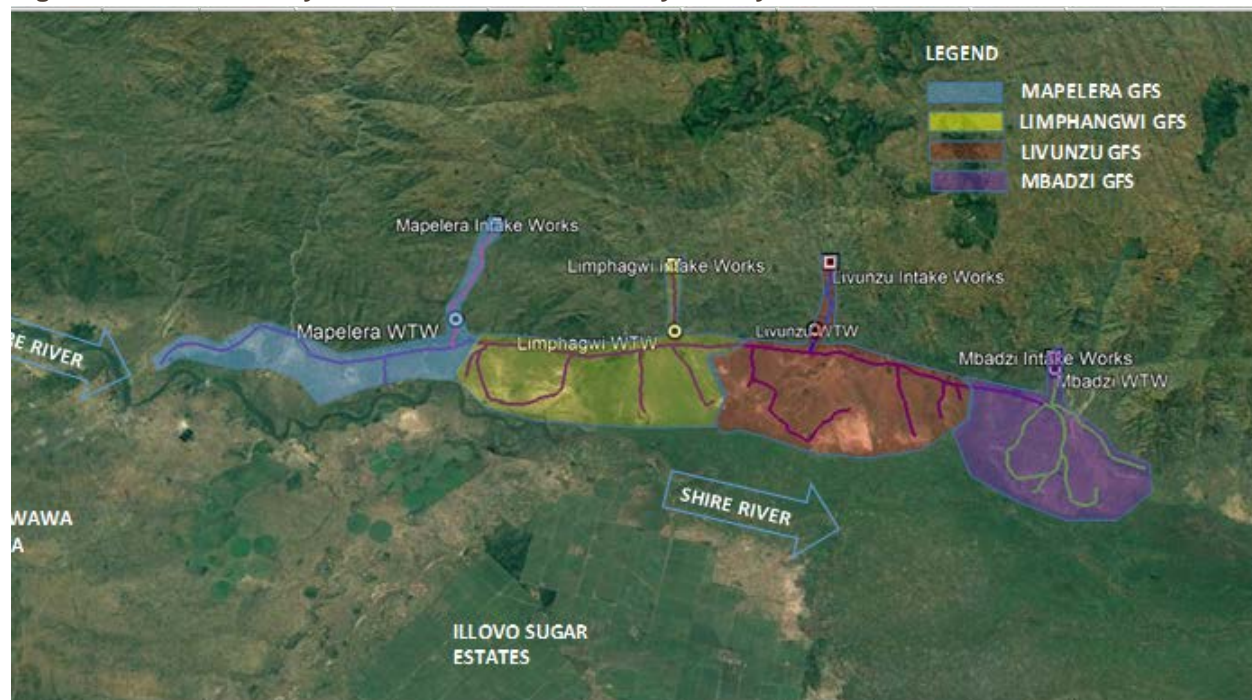 LEGEND
MAPELERA GFS
LIMPHANGWI GFS
LIVUNZU GFS
MBADZI GFS
Mapelera Intake Works
Limphagwi Intake Works
Livunzu Intake Works
Mapelera WTW
Limphagwi WTW
Livunzu WTW
Mbadzi Intake Works
Mbadzi WTW
RE RIVER
SHIRE RIVER
WAWA
A
ILLOVO SUGAR
ESTATES